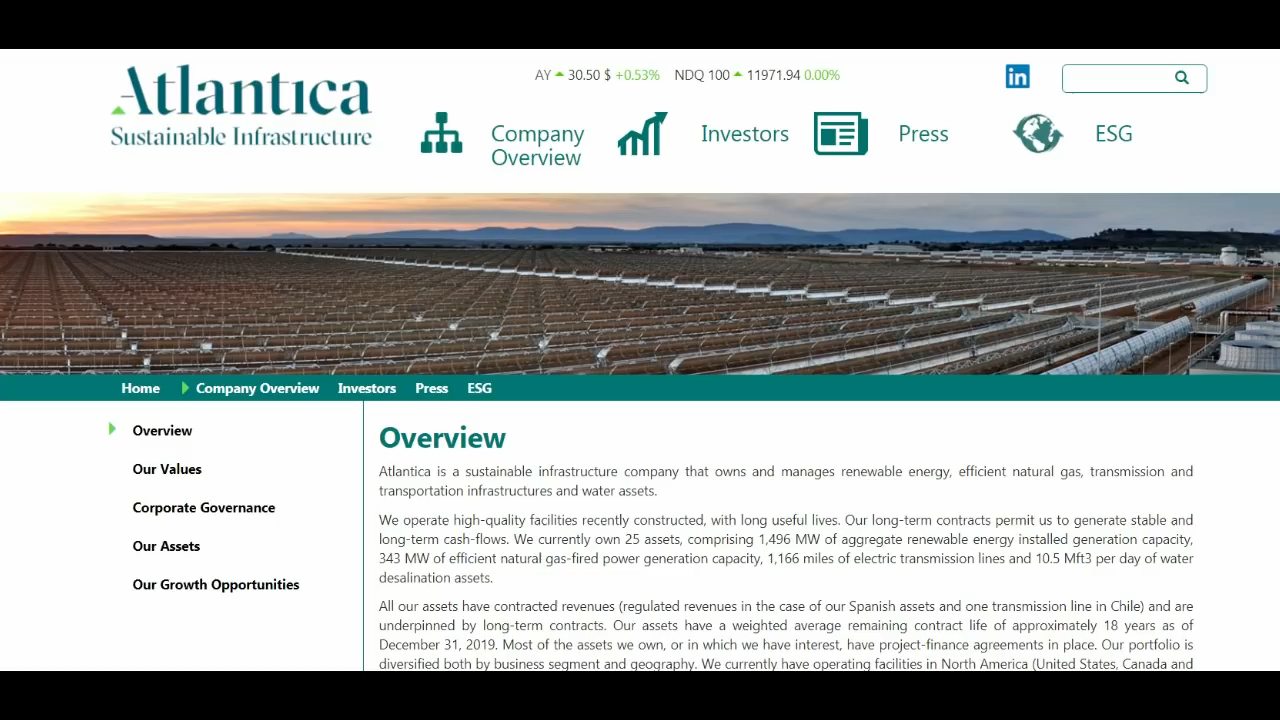 Atlantica
Sustainable Infrastructure
AY 30.50 $ +0.53% NDQ 100 11971.94 0.00%
in
Company
Overview
Investors
Press
ESG
Home Company Overview Investors Press ESG
Overview
Our Values
Corporate Governance
Our Assets
Our Growth Opportunities
Overview
Atlantica is a sustainable infrastructure company that owns and manages renewable energy, efficient natural gas, transmission and
transportation infrastructures and water assets.
We operate high-quality facilities recently constructed, with long useful lives. Our long-term contracts permit us to generate stable and
long-term cash-flows. We currently own 25 assets, comprising 1,496 MW of aggregate renewable energy installed generation capacity,
343 MW of efficient natural gas-fired power generation capacity, 1,166 miles of electric transmission lines and 10.5 Mft3 per day of water
desalination assets.
All our assets have contracted revenues (regulated revenues in the case of our Spanish assets and one transmission line in Chile) and are
underpinned by long-term contracts. Our assets have a weighted average remaining contract life of approximately 18 years as of
December 31, 2019. Most of the assets we own, or in which we have interest, have project-finance agreements in place. Our portfolio is
diversified both by business segment and geography. We currently have operating facilities in North America (United States, Canada and